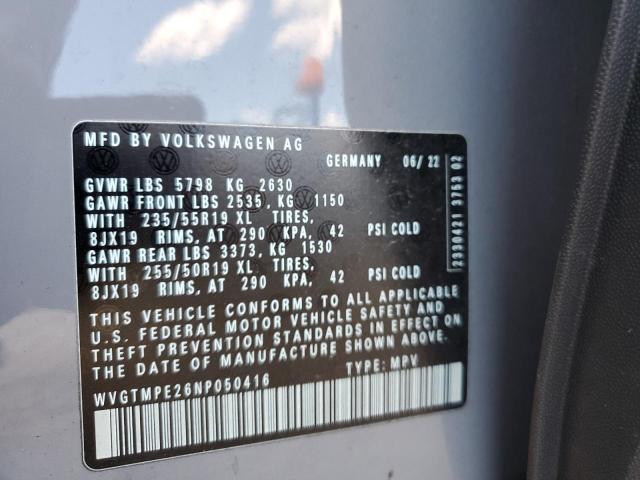 MFD BY VOLKSWAGEN AG
GERMANY 06/22
GVWR LBS 5798 KG 2630
GAWR FRONT LBS 2535, KG 1150
WITH 235/55R19 XL TIRES,
8JX19 RIMS, AT 290 KPA, 42 PSI COLD
GAWR REAR LBS 3373, KG 1530
WITH 255/50R19 XL TIRES,
8JX19 RIMS, AT 290 KPA, 42 PSI COLD
THIS VEHICLE CONFORMS TO ALL APPLICABLE
U.S. FEDERAL MOTOR VEHICLE SAFETY AND
THEFT PREVENTION STANDARDS IN EFFECT ON
THE DATE OF MANUFACTURE SHOWN ABOVE.
WVGTMPE26NP050416 TYPE: MPV
2330421 3753 02